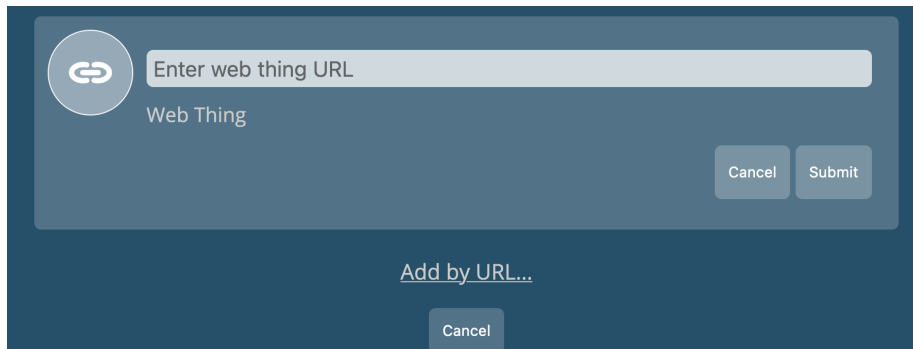 Enter web thing URL
Web Thing
Cancel Submit
Add by URL...
Cancel